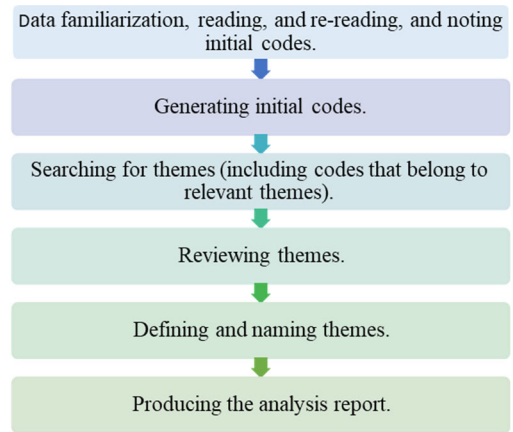 Data familiarization, reading, and re-reading, and noting
initial codes.
Generating initial codes.
Searching for themes (including codes that belong to
relevant themes).
Reviewing themes.
Defining and naming themes.
Producing the analysis report.